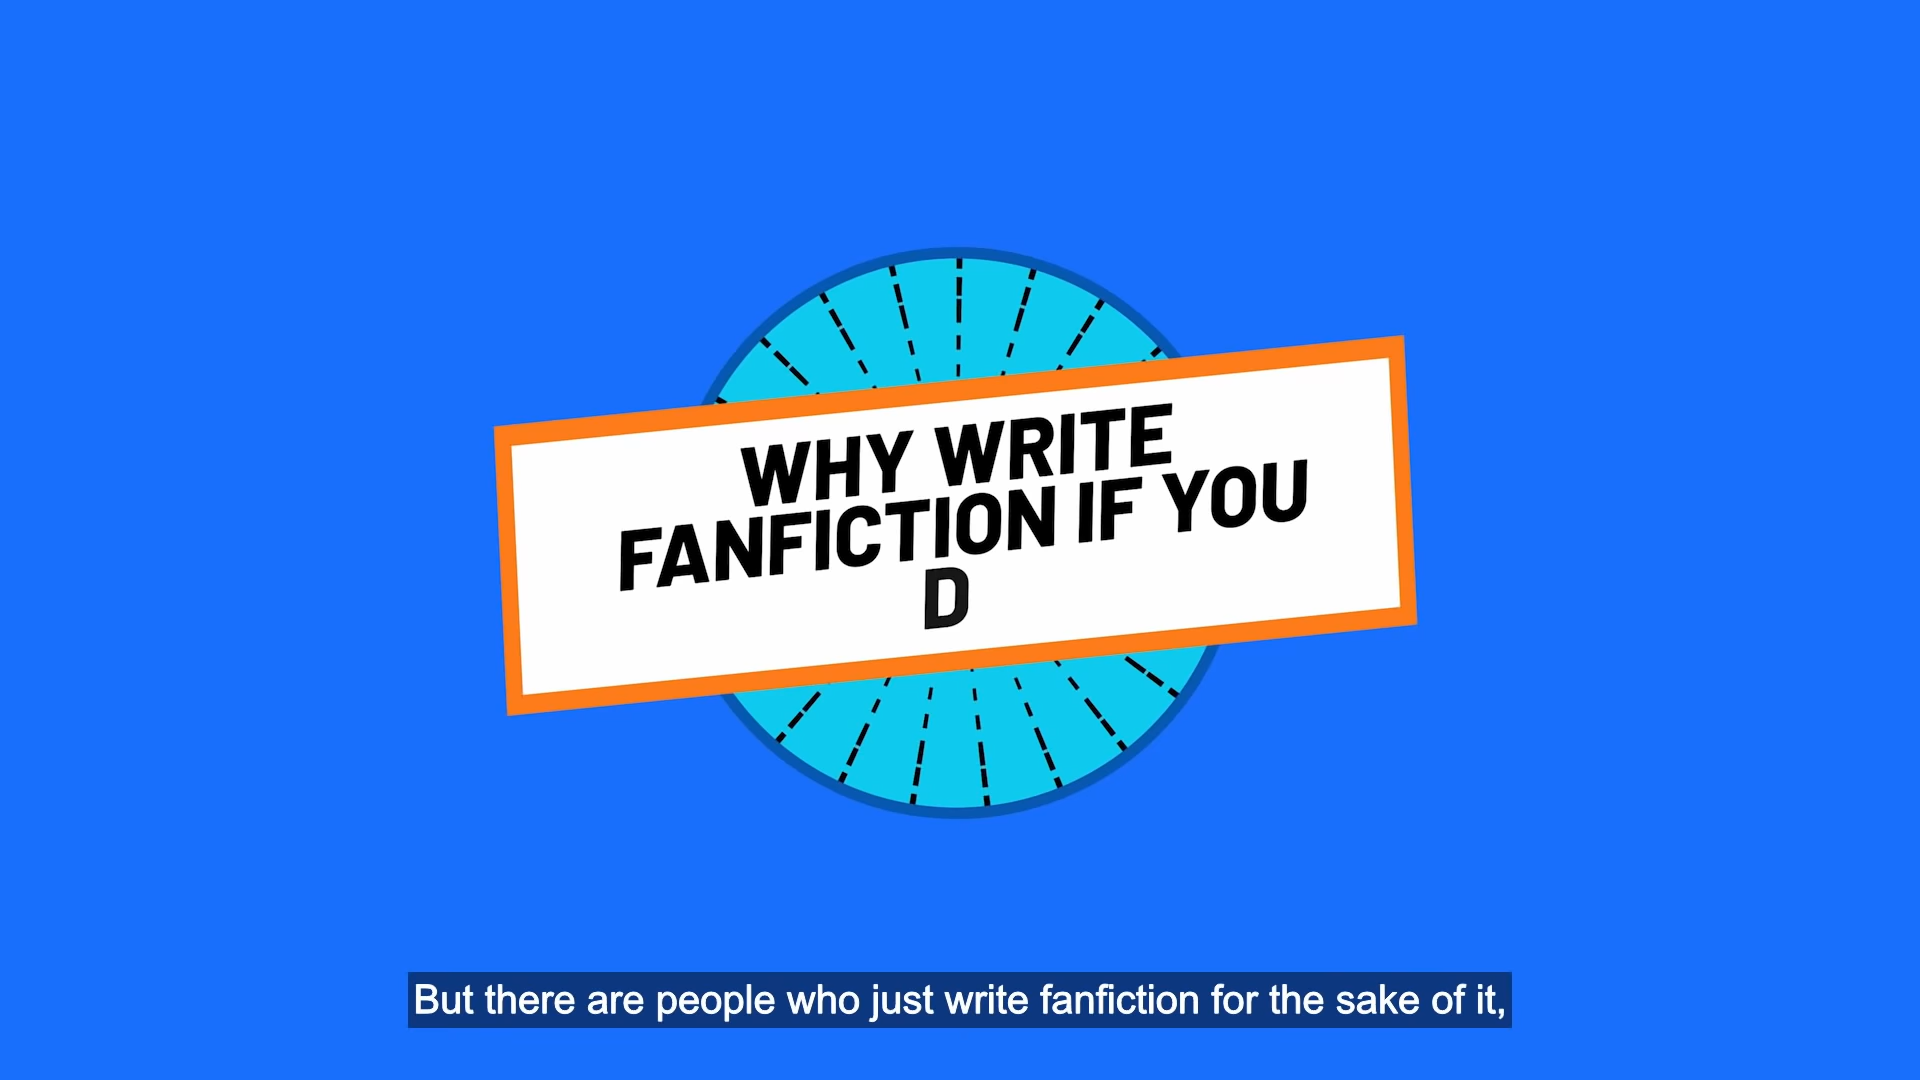 WHY WRITE
FANFICTION IF YOU
D
But there are people who just write fanfiction for the sake of it,